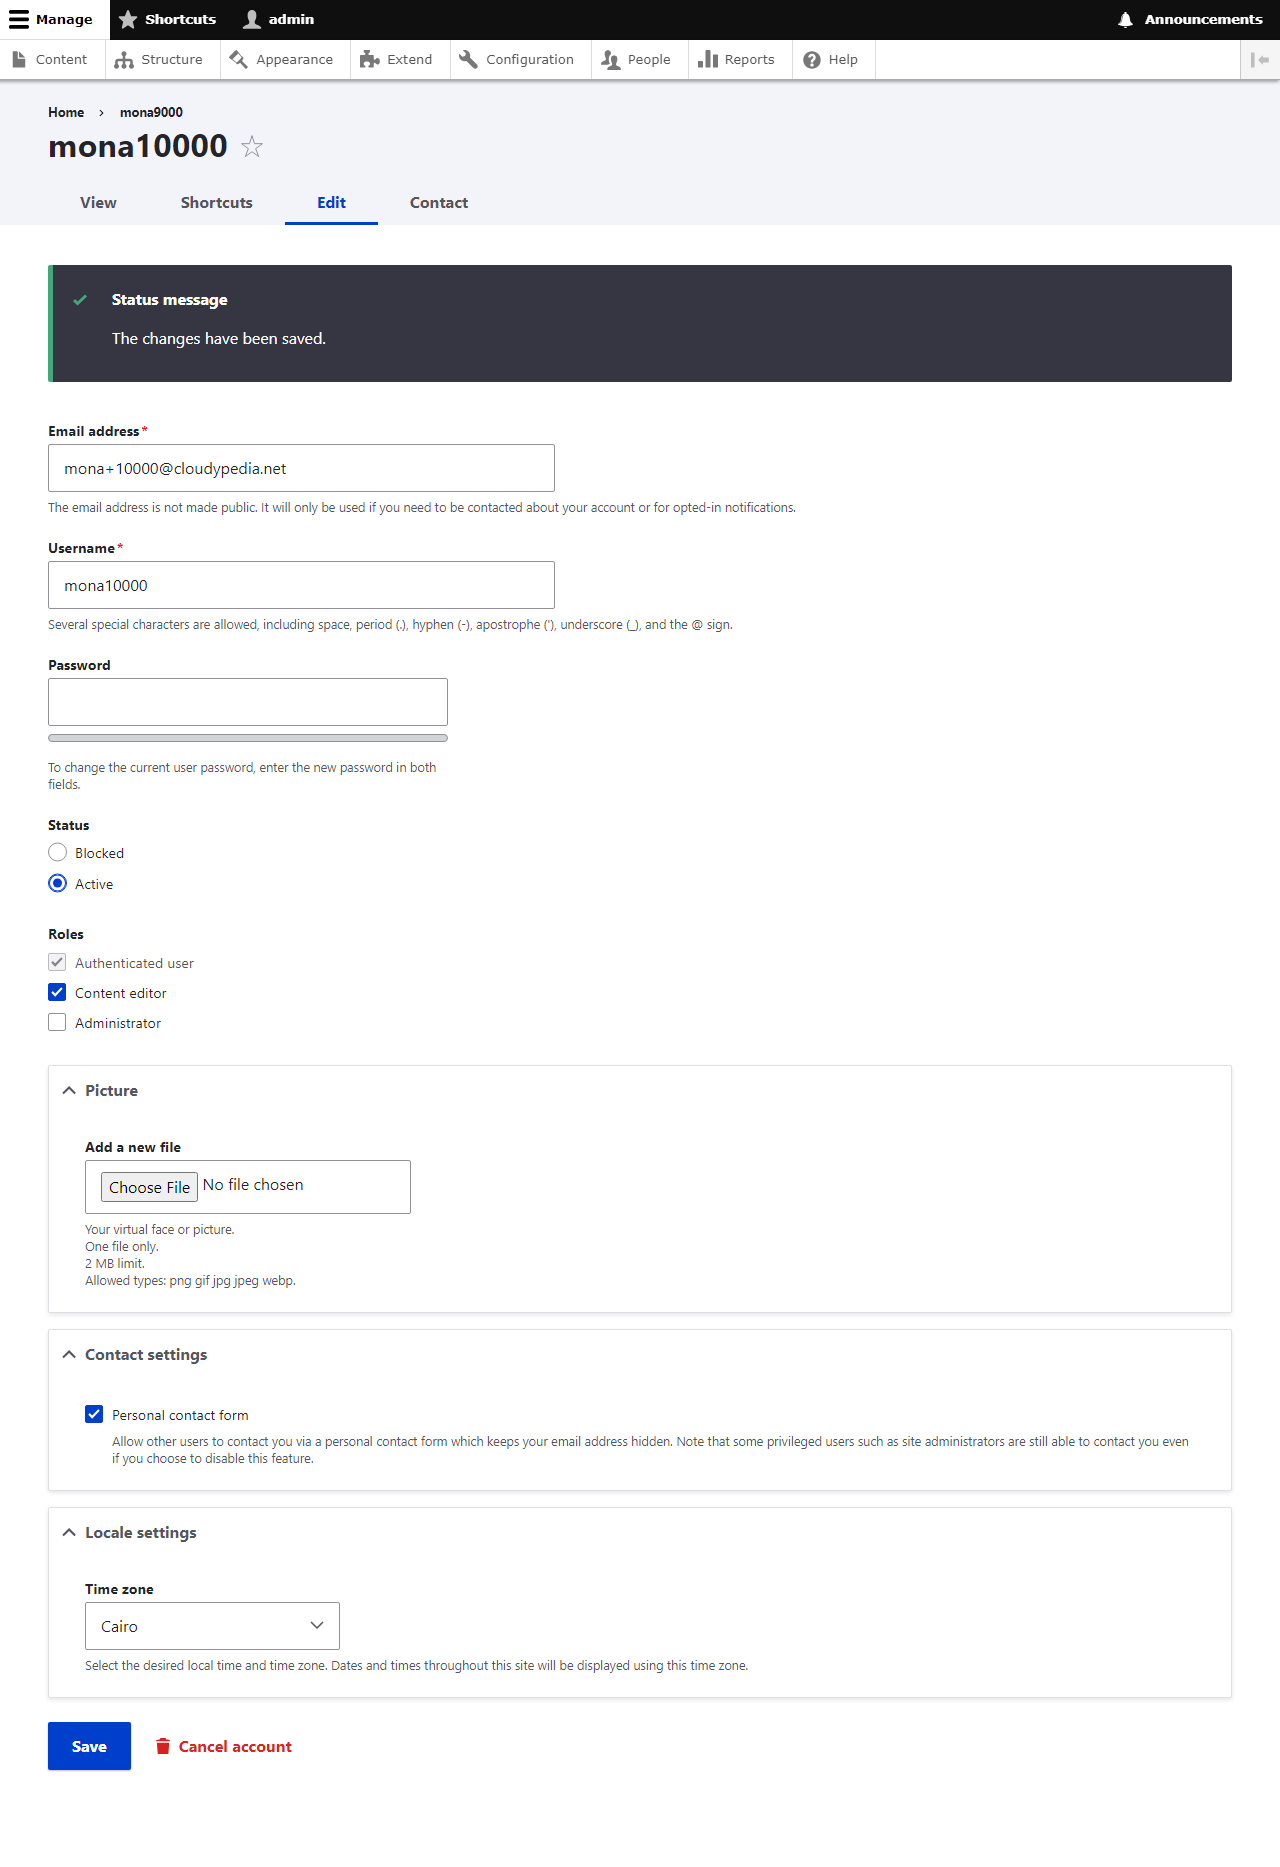 Manage Shortcuts admin Announcements
Content Structure Appearance Extend Configuration People Reports Help
Home › mona9000
mona10000
View Shortcuts Edit Contact
Status message
The changes have been saved.
Email address*
mona+10000@cloudypedia.net
The email address is not made public. It will only be used if you need to be contacted about your account or for opted-in notifications.
Username*
mona10000
Several special characters are allowed, including space, period (.), hyphen (-), apostrophe ('), underscore (_), and the @ sign.
Password
To change the current user password, enter the new password in both
fields.
Status
Blocked
Active
Roles
Authenticated user
Content editor
Administrator
Picture
Add a new file
Choose File No file chosen
Your virtual face or picture.
One file only.
2 MB limit.
Allowed types: png gif jpg jpeg webp.
Contact settings
Personal contact form
Allow other users to contact you via a personal contact form which keeps your email address hidden. Note that some privileged users such as site administrators are still able to contact you even
if you choose to disable this feature.
Locale settings
Time zone
Cairo
Select the desired local time and time zone. Dates and times throughout this site will be displayed using this time zone.
Save Cancel account